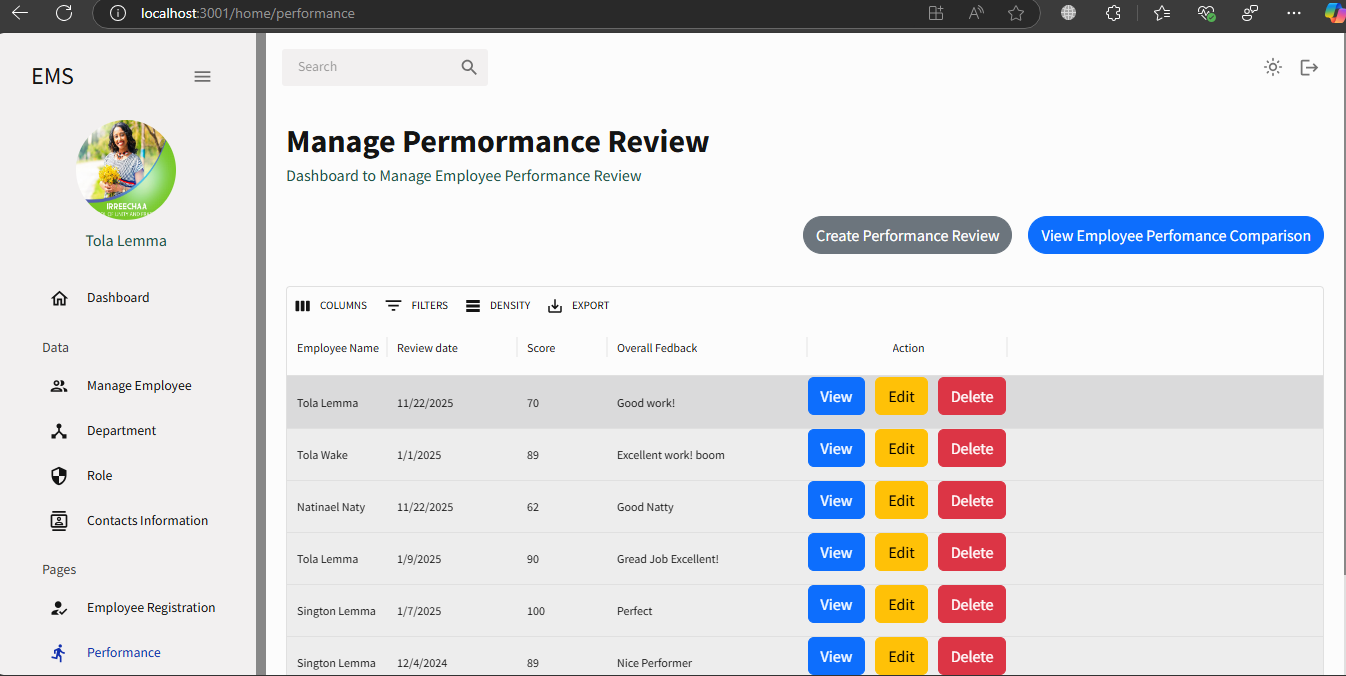 localhost:3001/home/performance
EMS
Search
IRREECHAA
Tola Lemma
Dashboard
Data
Manage Employee
Department
Role
Contacts Information
Pages
Employee Registration
Performance
Manage Permormance Review
Dashboard to Manage Employee Performance Review
Create Performance Review View Employee Perfomance Comparison
COLUMNS FILTERS DENSITY EXPORT
Employee Name Review date Score Overall Fedback Action
Tola Lemma 11/22/2025 70 Good work! View Edit Delete
Tola Wake 1/1/2025 89 Excellent work! boom View Edit Delete
Natinael Naty 11/22/2025 62 Good Natty View Edit Delete
Tola Lemma 1/9/2025 90 Gread Job Excellent! View Edit Delete
Sington Lemma 1/7/2025 100 Perfect View Edit Delete
Sington Lemma 12/4/2024 89 Nice Performer View Edit Delete